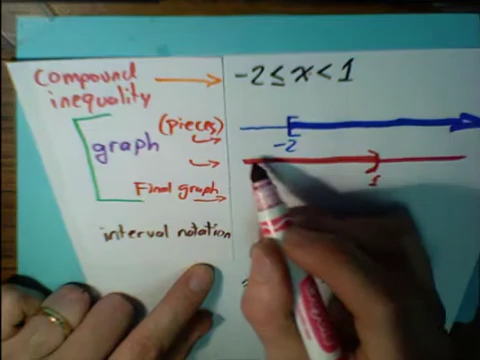 Compound inequality
-2 ≤ x < 1
(pieces)
graph
-2
1
Final graph
interval notation